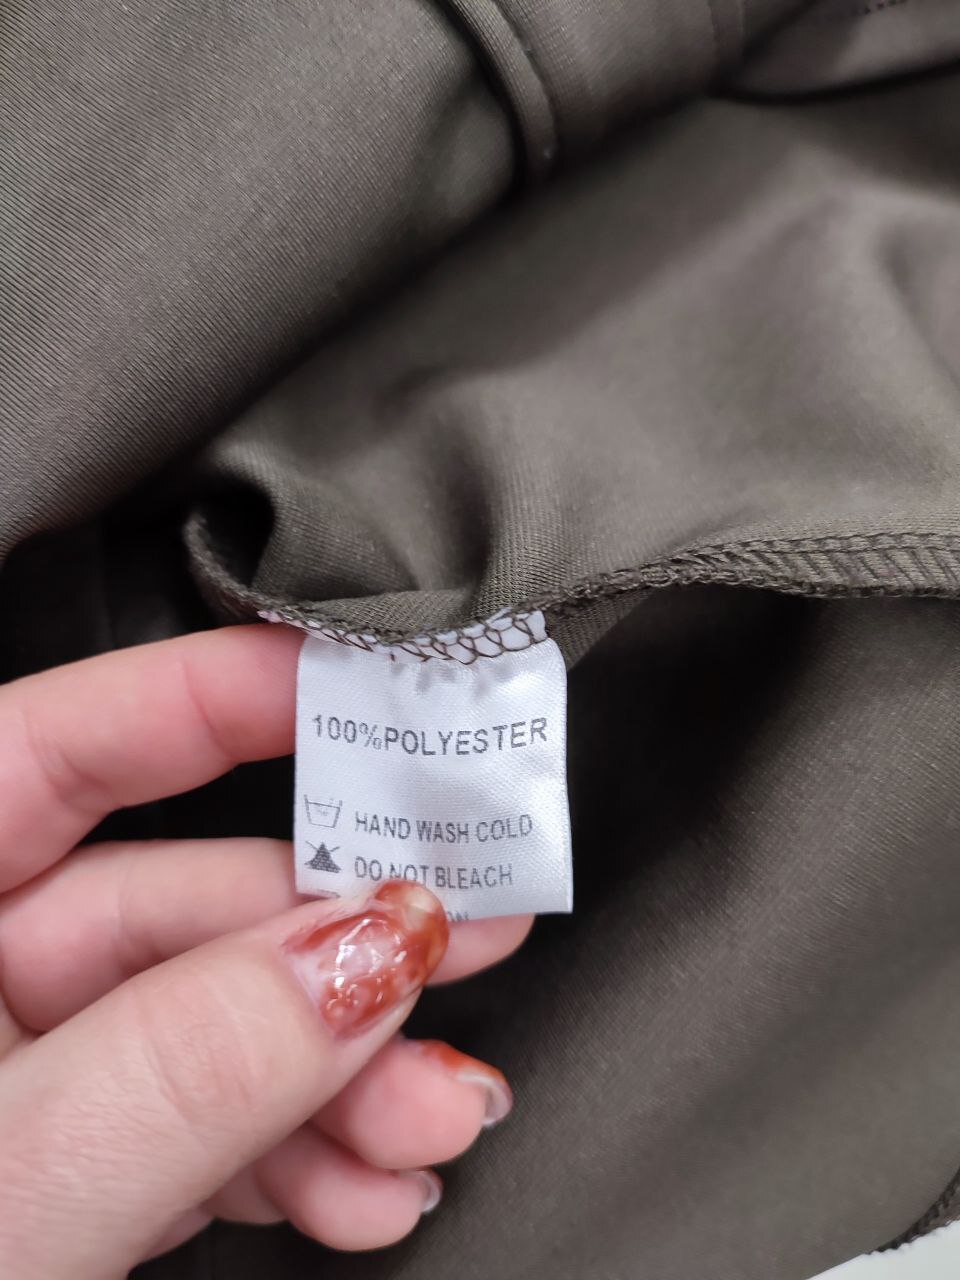 100%POLYESTER
HAND WASH COLD
DO NOT BLEACH